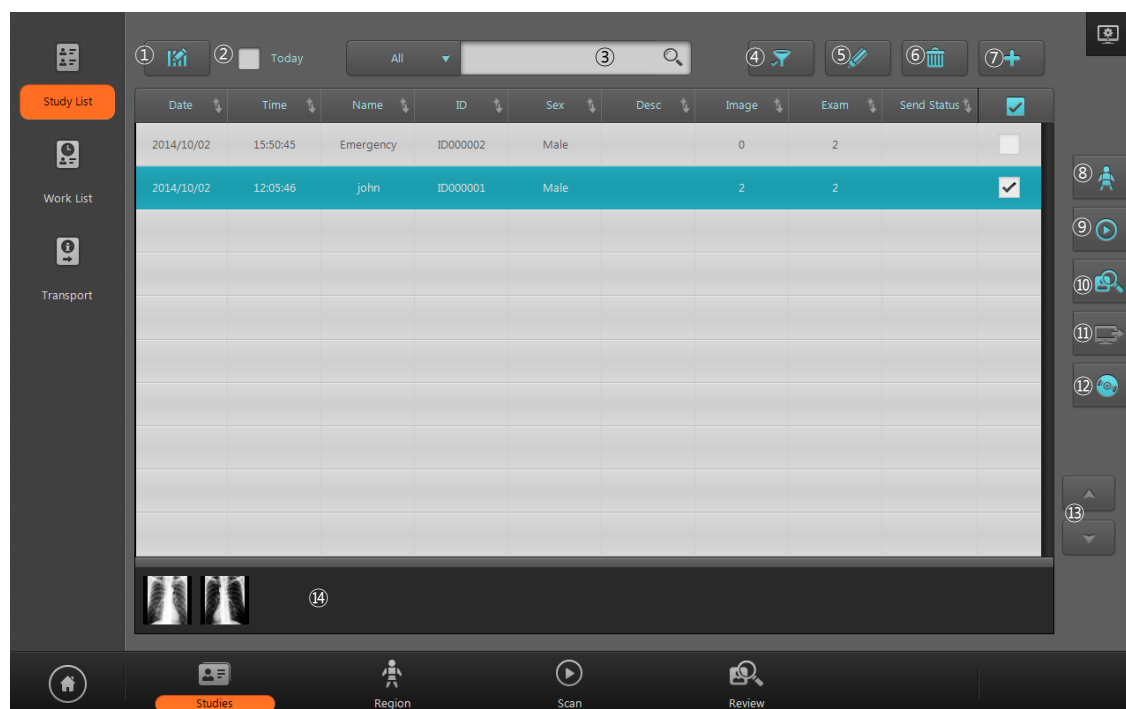 ① ② Today All ③ ④ ⑤ ⑥ ⑦
Study List
Date Time Name ID Sex Desc Image Exam Send Status
2014/10/02 15:50:45 Emergency ID000002 Male 0 2
2014/10/02 12:05:46 john ID000001 Male 2 2
⑧
Work List
⑨
⑩
Transport
⑪
⑫
⑬
⑭
Studies Region Scan Review